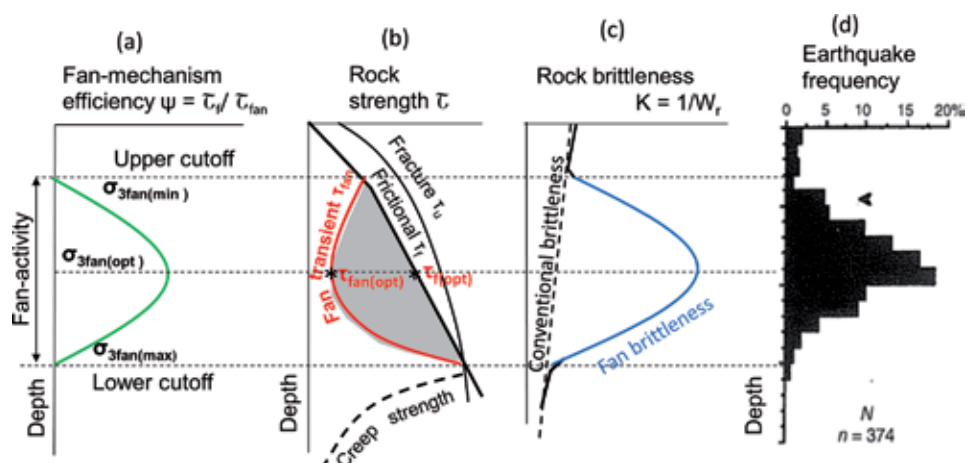 (a)
Fan-mechanism
efficiency ψ = τf/ τfan
Upper cutoff
σ3fan(min )
σ3fan(opt )
σ3fan(max)
Lower cutoff
Fan-activity
Depth
(b)
Rock
strength τ
Fracture τu
Frictional τf
Fan transient τfan
*τfan(opt)
*τf(opt)
Creep strength
Depth
(c)
Rock brittleness
K = 1/Wr
Conventional brittleness
Fan brittleness
Depth
(d)
Earthquake
frequency
0 5 10 15 20%
A
N
n = 374
Depth